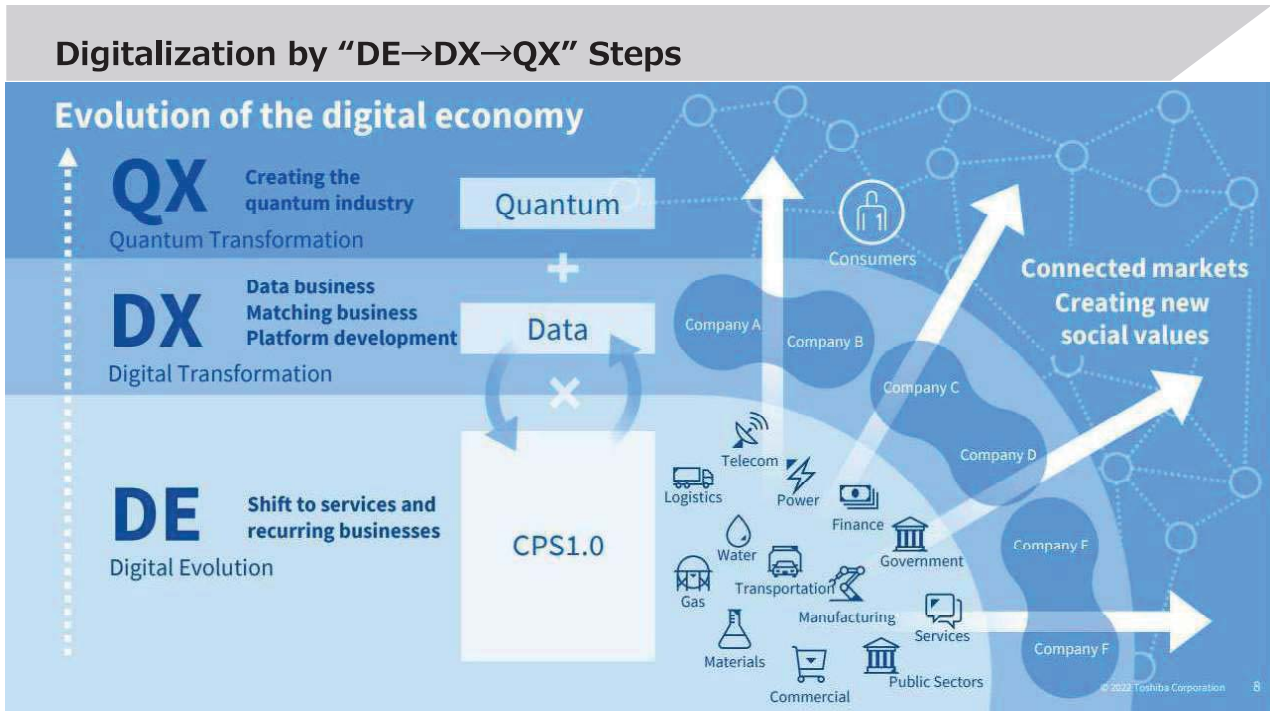 Digitalization by “DE→DX→QX” Steps
Evolution of the digital economy
QX
Creating the
quantum industry
Quantum Transformation
Quantum
+
DX
Data business
Matching business
Platform development
Digital Transformation
Data
×
DE
Shift to services and
recurring businesses
Digital Evolution
CPS1.0
Consumers
1
Connected markets
Creating new
social values
Company A
Company B
Company C
Company D
Company F
Telecom
Logistics
Power
Finance
Water
Government
Gas
Transportation
Manufacturing
Services
Materials
Commercial
Public Sectors
© 2022 Toshiba Corporation
8